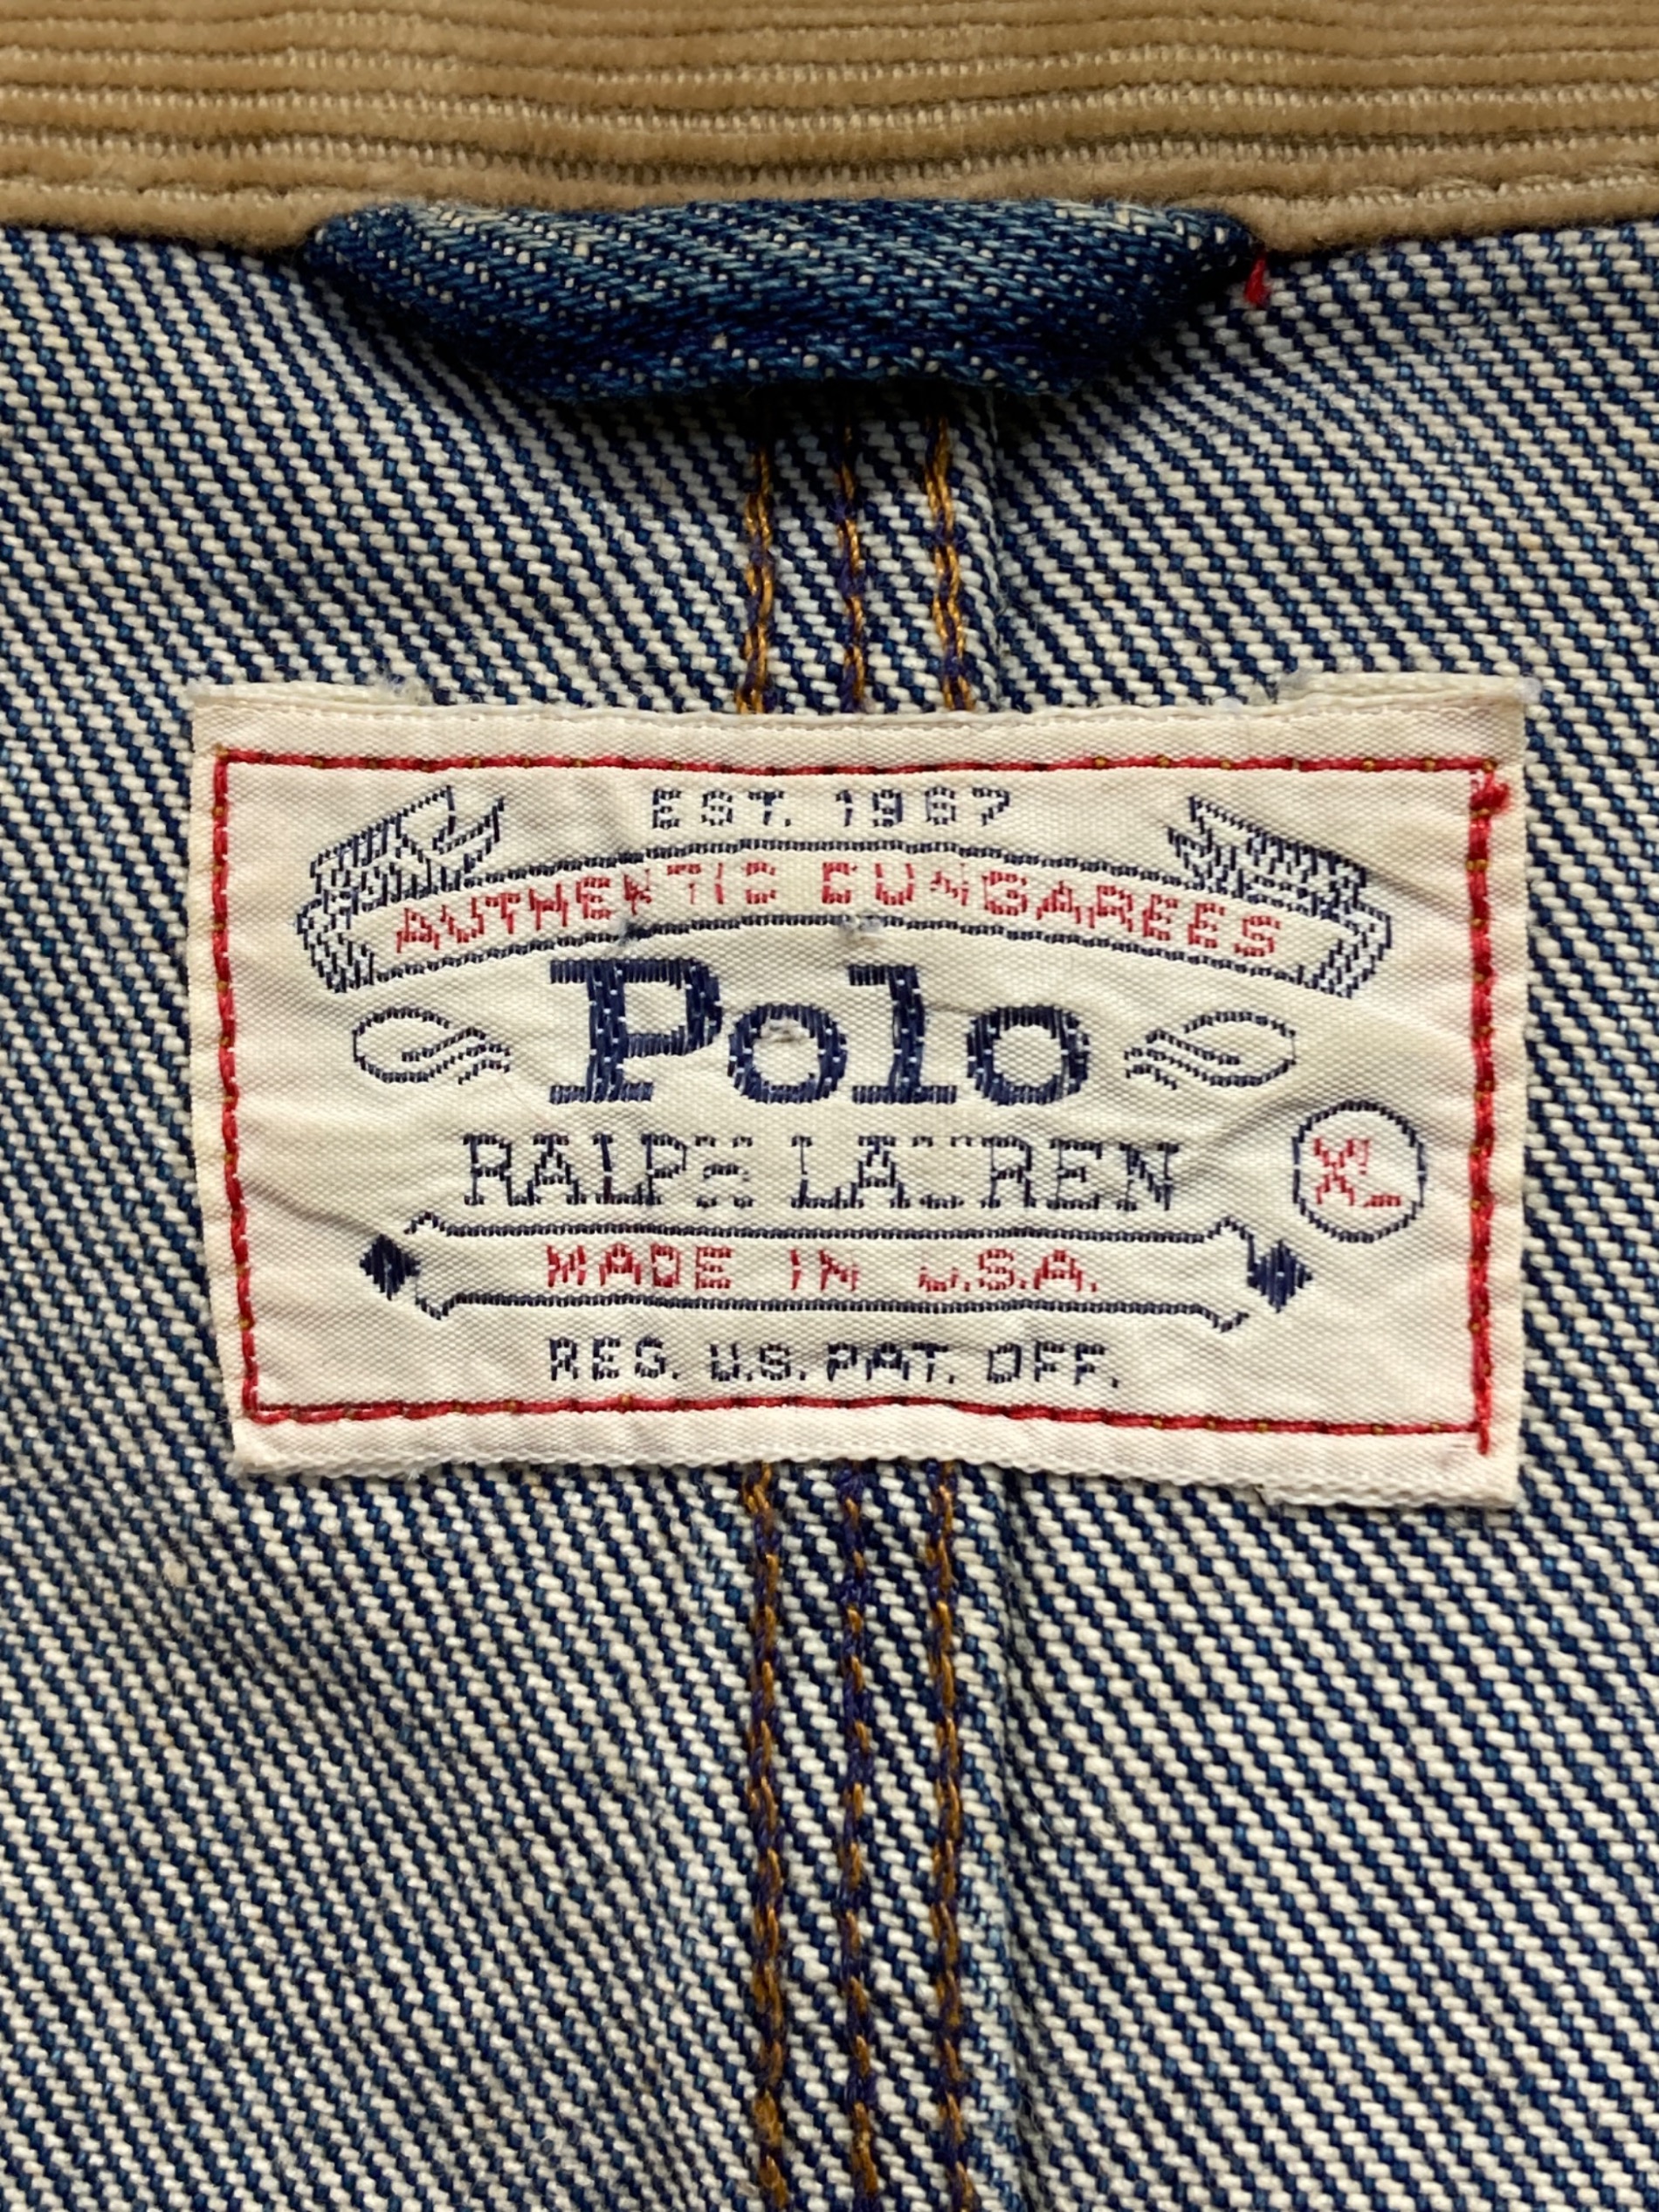 EST. 1967
AUTHENTIC DUNGAREES
Polo
RALPH LAUREN
XL
MADE IN U.S.A.
REG. U.S. PAT. OFF.